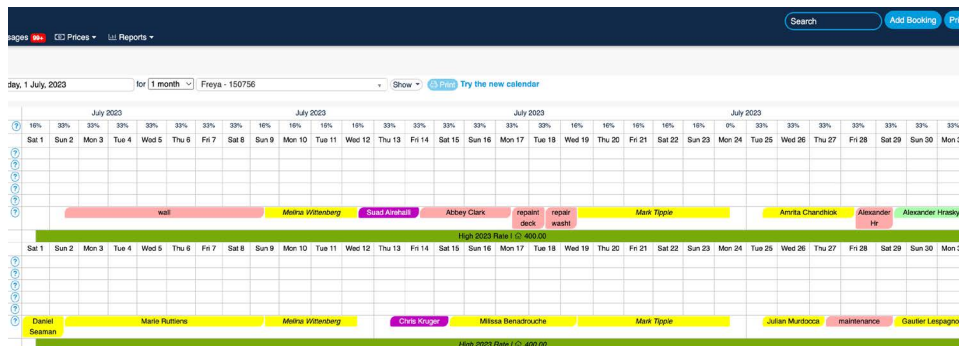 Search Add Booking Pri
sages 99+ Prices Reports
day, 1 July, 2023 for 1 month Freya - 150756 Show Print Try the new calendar
July 2023 July 2023 July 2023 July 2023
? 16% 33% 33% 33% 33% 33% 33% 33% 16% 16% 16% 16% 33% 33% 33% 33% 33% 33% 16% 16% 16% 16% 16% 0% 33% 33% 33% 33% 33% 33% 33%
Sat 1 Sun 2 Mon 3 Tue 4 Wed 5 Thu 6 Fri 7 Sat 8 Sun 9 Mon 10 Tue 11 Wed 12 Thu 13 Fri 14 Sat 15 Sun 16 Mon 17 Tue 18 Wed 19 Thu 20 Fri 21 Sat 22 Sun 23 Mon 24 Tue 25 Wed 26 Thu 27 Fri 28 Sat 29 Sun 30 Mon
?
?
?
?
?
? wall Melina Wittenberg Suad Alrehaili Abbey Clark repaint repair Mark Tippie Amrita Chandhiok Alexander Alexander Hrasky
deck washt Hr
High 2023 Rate I 400.00
Sat 1 Sun 2 Mon 3 Tue 4 Wed 5 Thu 6 Fri 7 Sat 8 Sun 9 Mon 10 Tue 11 Wed 12 Thu 13 Fri 14 Sat 15 Sun 16 Mon 17 Tue 18 Wed 19 Thu 20 Fri 21 Sat 22 Sun 23 Mon 24 Tue 25 Wed 26 Thu 27 Fri 28 Sat 29 Sun 30 Mon
?
?
?
?
?
? Daniel Marie Ruttiens Melina Wittenberg Chris Kruger Milissa Benadrouche Mark Tippie Julian Murdocca maintenance Gautier Lespagno
Seaman
High 2023 Rate I 400.00